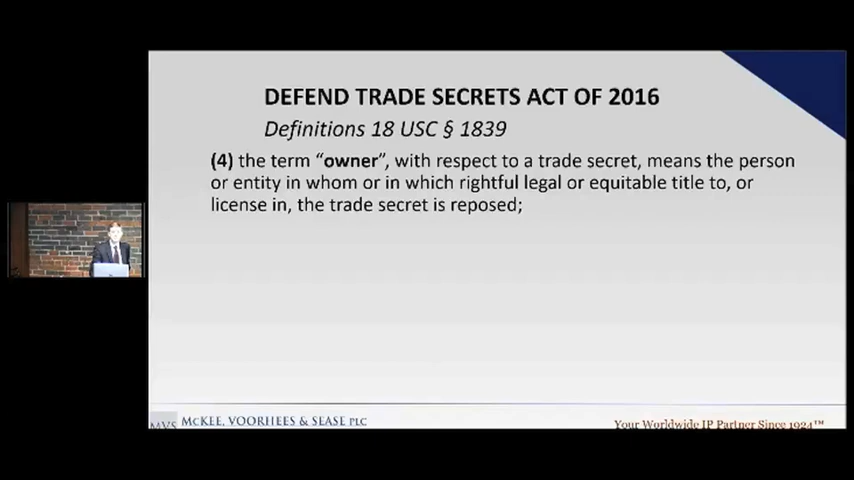 DEFEND TRADE SECRETS ACT OF 2016
Definitions 18 USC § 1839
(4) the term “owner”, with respect to a trade secret, means the person
or entity in whom or in which rightful legal or equitable title to, or
license in, the trade secret is reposed;
MVS MCKEE, VOORHEES & SEASE PLC
Your Worldwide IP Partner Since 1924™